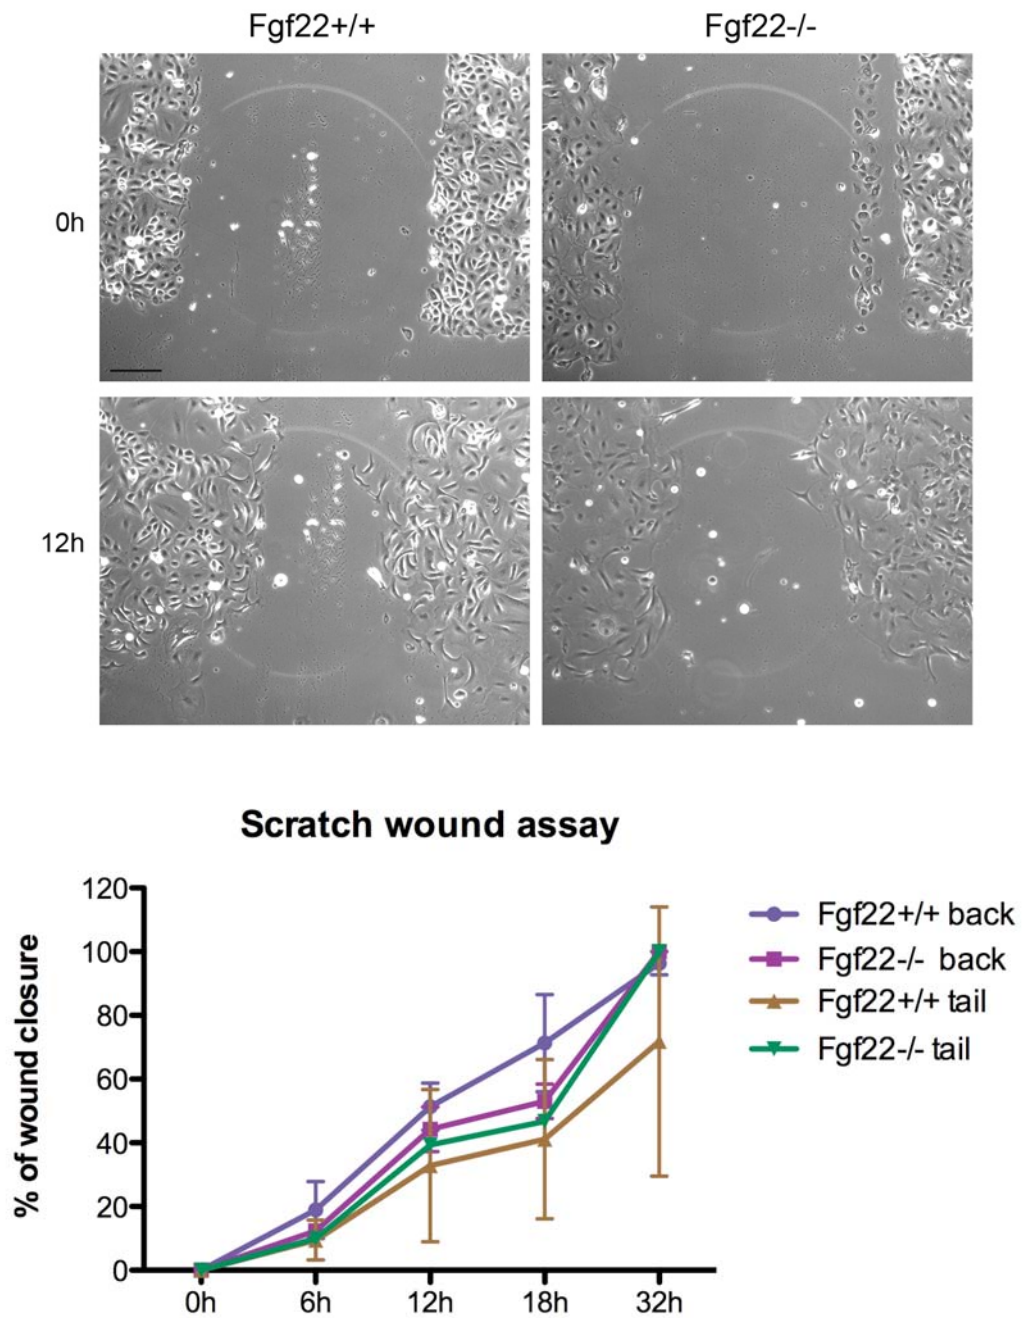 Fgf22+/+ Fgf22-/-
0h
12h
Scratch wound assay
% of wound closure
120
100
80
60
40
20
0
0h 6h 12h 18h 32h
Fgf22+/+ back
Fgf22-/- back
Fgf22+/+ tail
Fgf22-/- tail